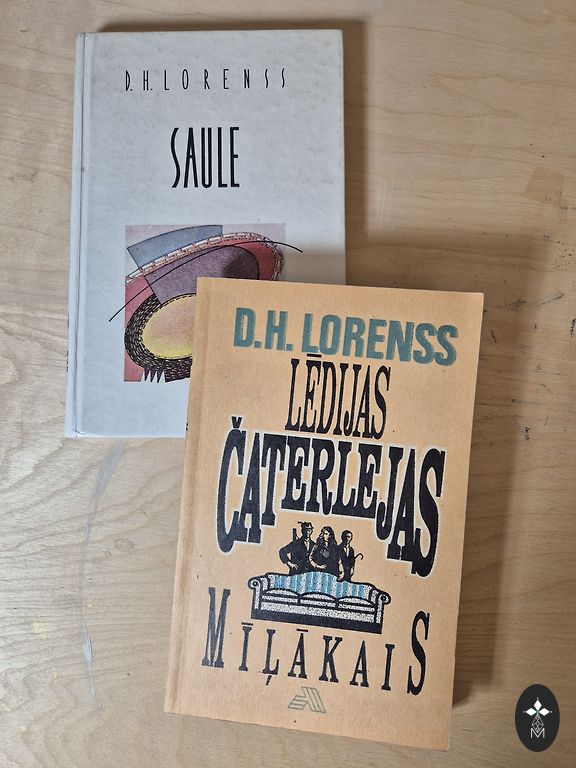 D.H. LORENSS
SAULE
D.H. LORENSS
LĒDIJAS
ČATERLEJAS
MĪĻĀKAIS